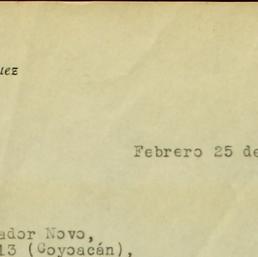 uez
Febrero 25 de
ador Novo,
13 (Coyoacán),